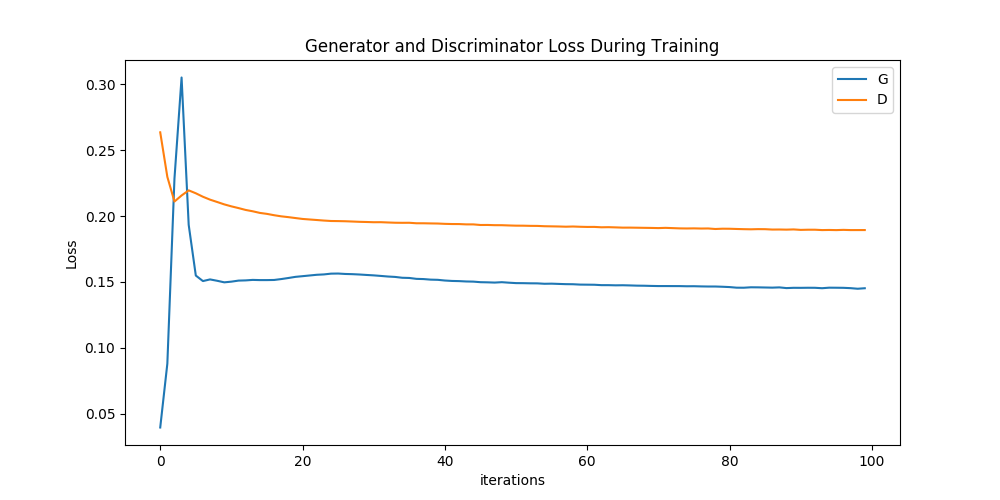 Generator and Discriminator Loss During Training
G
D
0.30
0.25
0.20
0.15
0.10
0.05
Loss
0 20 40 60 80 100
iterations